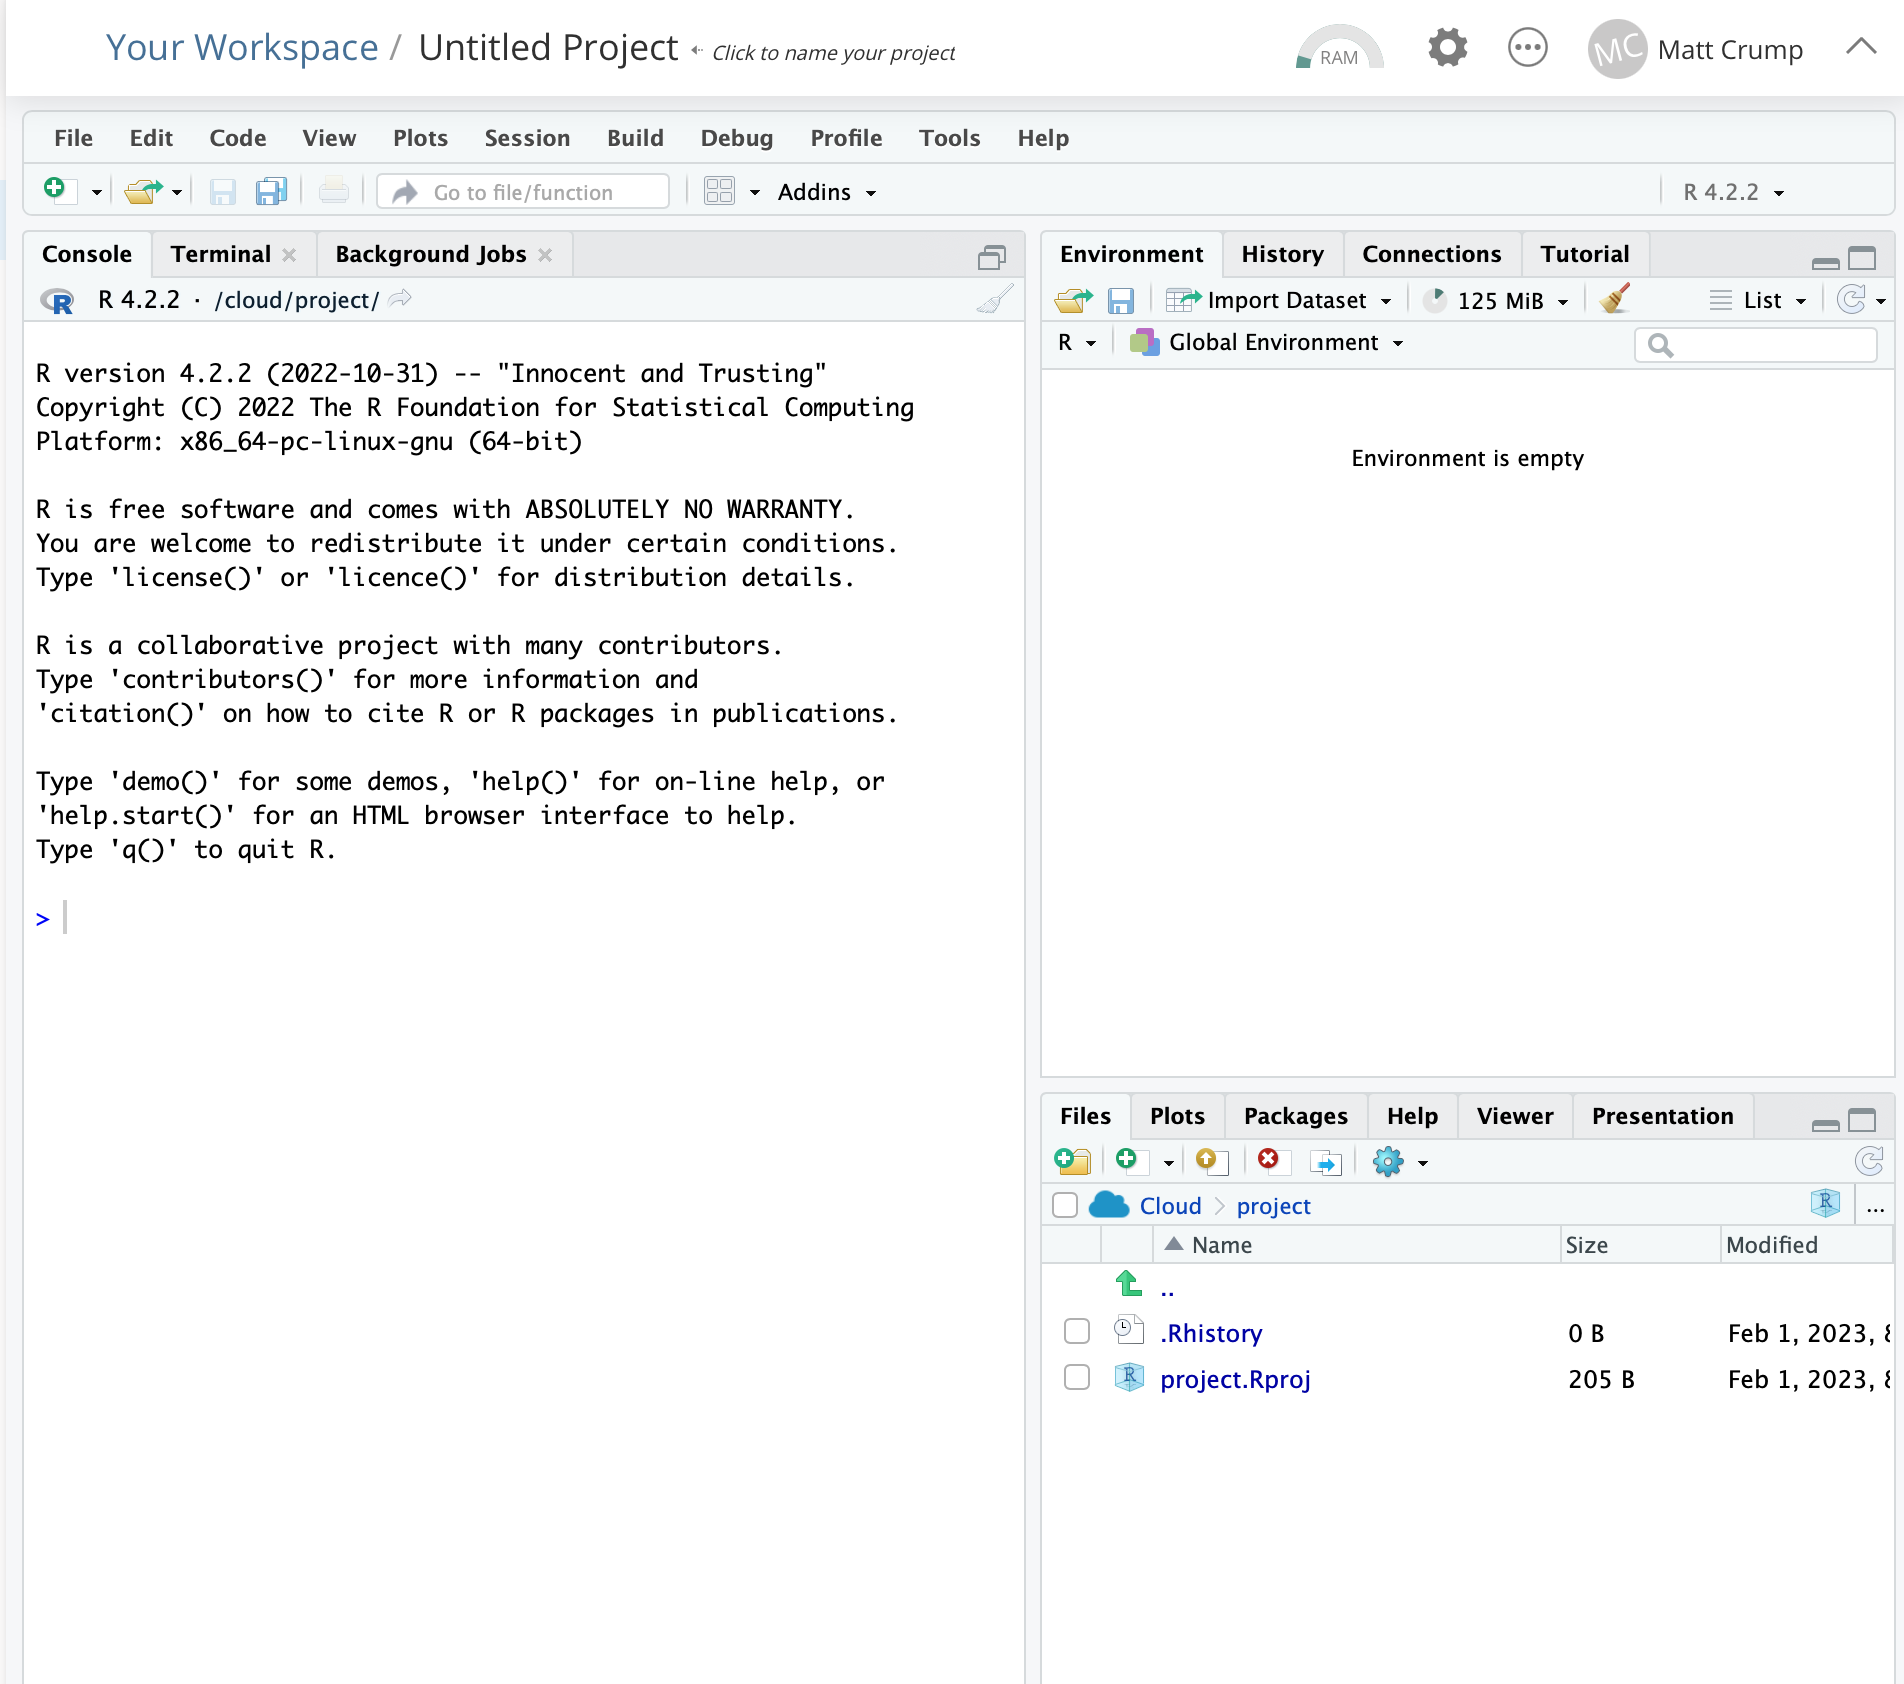 Your Workspace / Untitled Project Click to name your project
RAM
MC Matt Crump
File Edit Code View Plots Session Build Debug Profile Tools Help
Go to file/function Addins R 4.2.2
Console Terminal Background Jobs
R 4.2.2 · /cloud/project/
R version 4.2.2 (2022-10-31) -- "Innocent and Trusting"
Copyright (C) 2022 The R Foundation for Statistical Computing
Platform: x86_64-pc-linux-gnu (64-bit)
R is free software and comes with ABSOLUTELY NO WARRANTY.
You are welcome to redistribute it under certain conditions.
Type 'license()' or 'licence()' for distribution details.
R is a collaborative project with many contributors.
Type 'contributors()' for more information and
'citation()' on how to cite R or R packages in publications.
Type 'demo()' for some demos, 'help()' for on-line help, or
'help.start()' for an HTML browser interface to help.
Type 'q()' to quit R.
>
Environment History Connections Tutorial
Import Dataset 125 MiB List
R Global Environment
Environment is empty
Files Plots Packages Help Viewer Presentation
Cloud project R ...
Name Size Modified
..
.Rhistory 0 B Feb 1, 2023,
project.Rproj 205 B Feb 1, 2023,